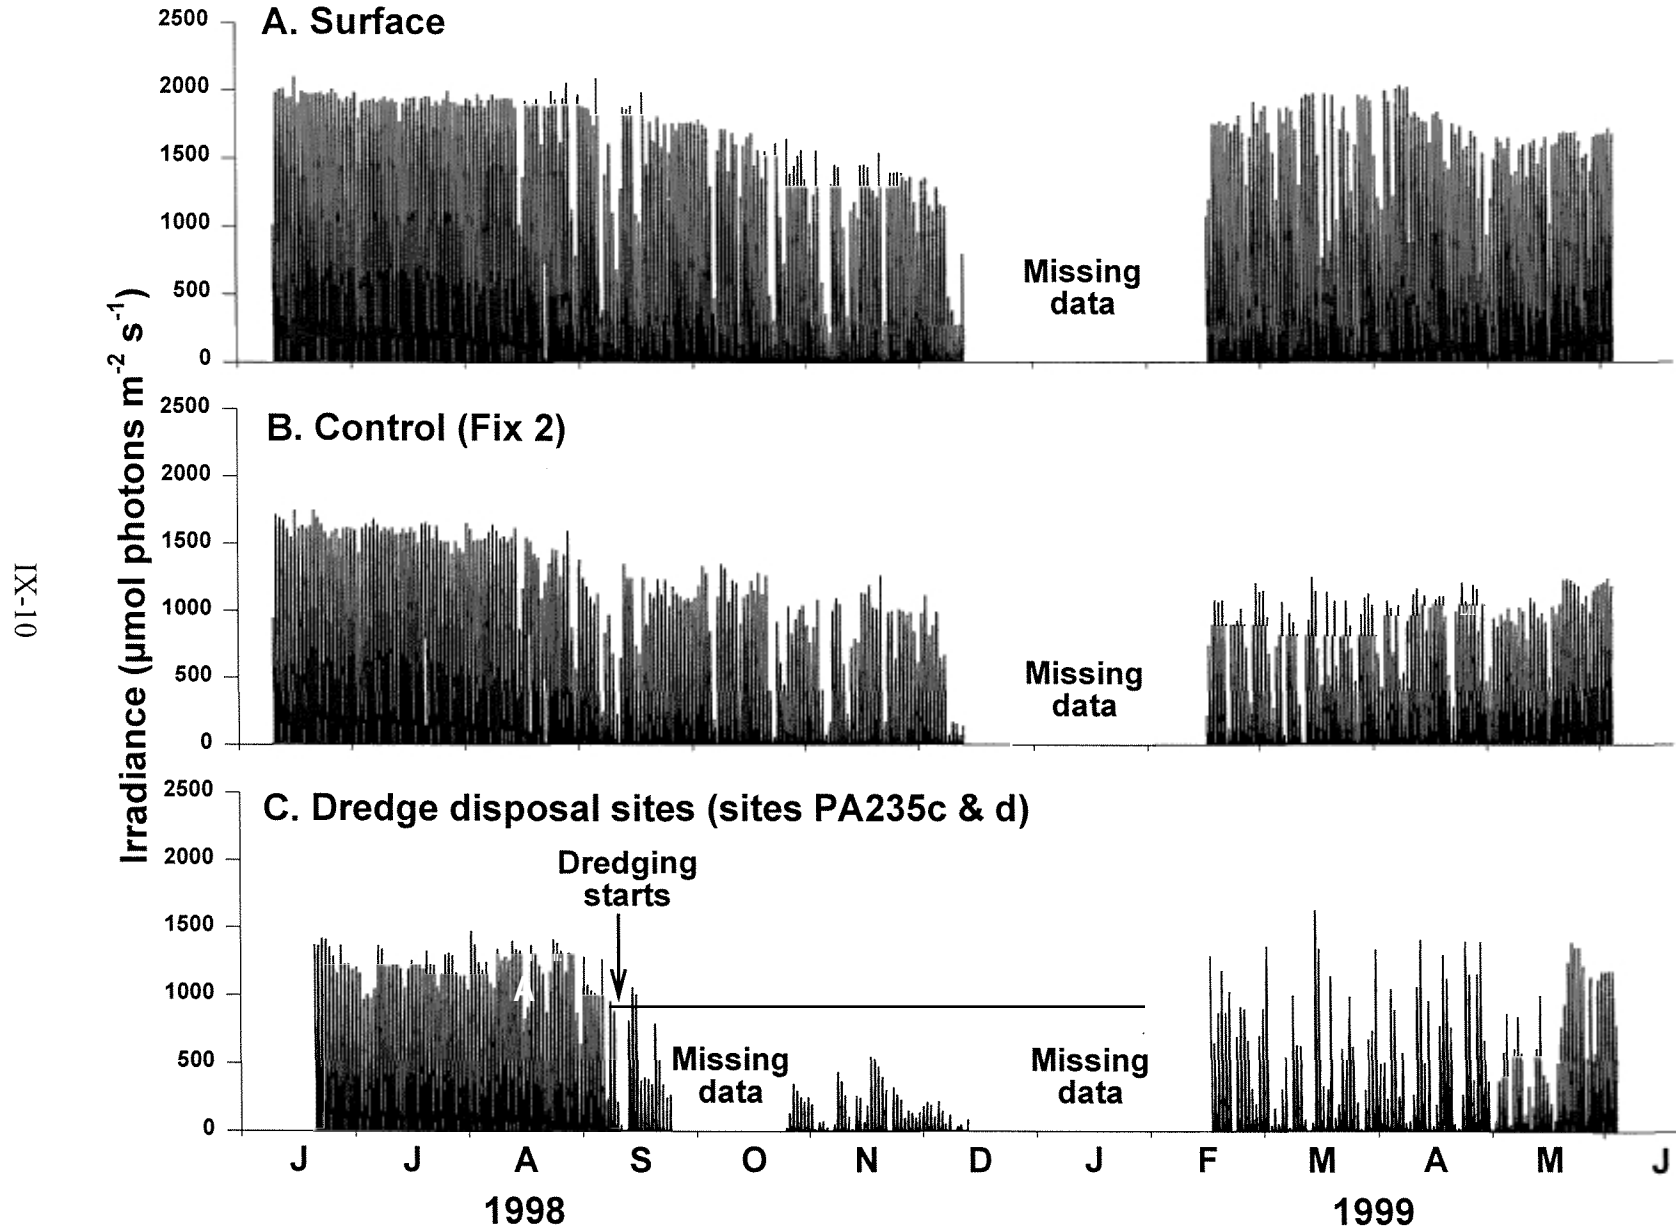 A. Surface
2500
2000
1500
1000
500
0
Missing
data
B. Control (Fix 2)
2500
2000
1500
1000
500
0
Missing
data
C. Dredge disposal sites (sites PA235c & d)
2500
2000
1500
1000
500
0
Dredging
starts
Missing
data
Missing
data
J J A S O N D J F M A M J
1998 1999
Irradiance (µmol photons m-2 s-1)
IX-10